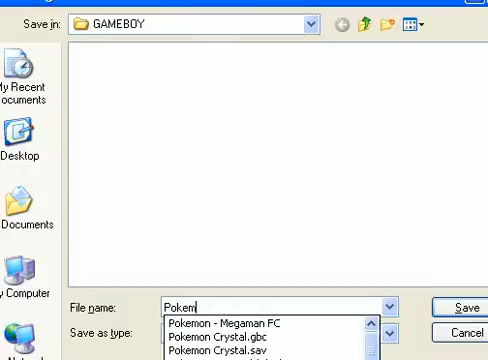 Save in: GAMEBOY
My Recent
Documents
Desktop
Documents
My Computer
File name: Pokem
Save
Pokemon - Megaman FC
Pokemon Crystal.gbc
Save as type:
Cancel
Pokemon Crystal.sav